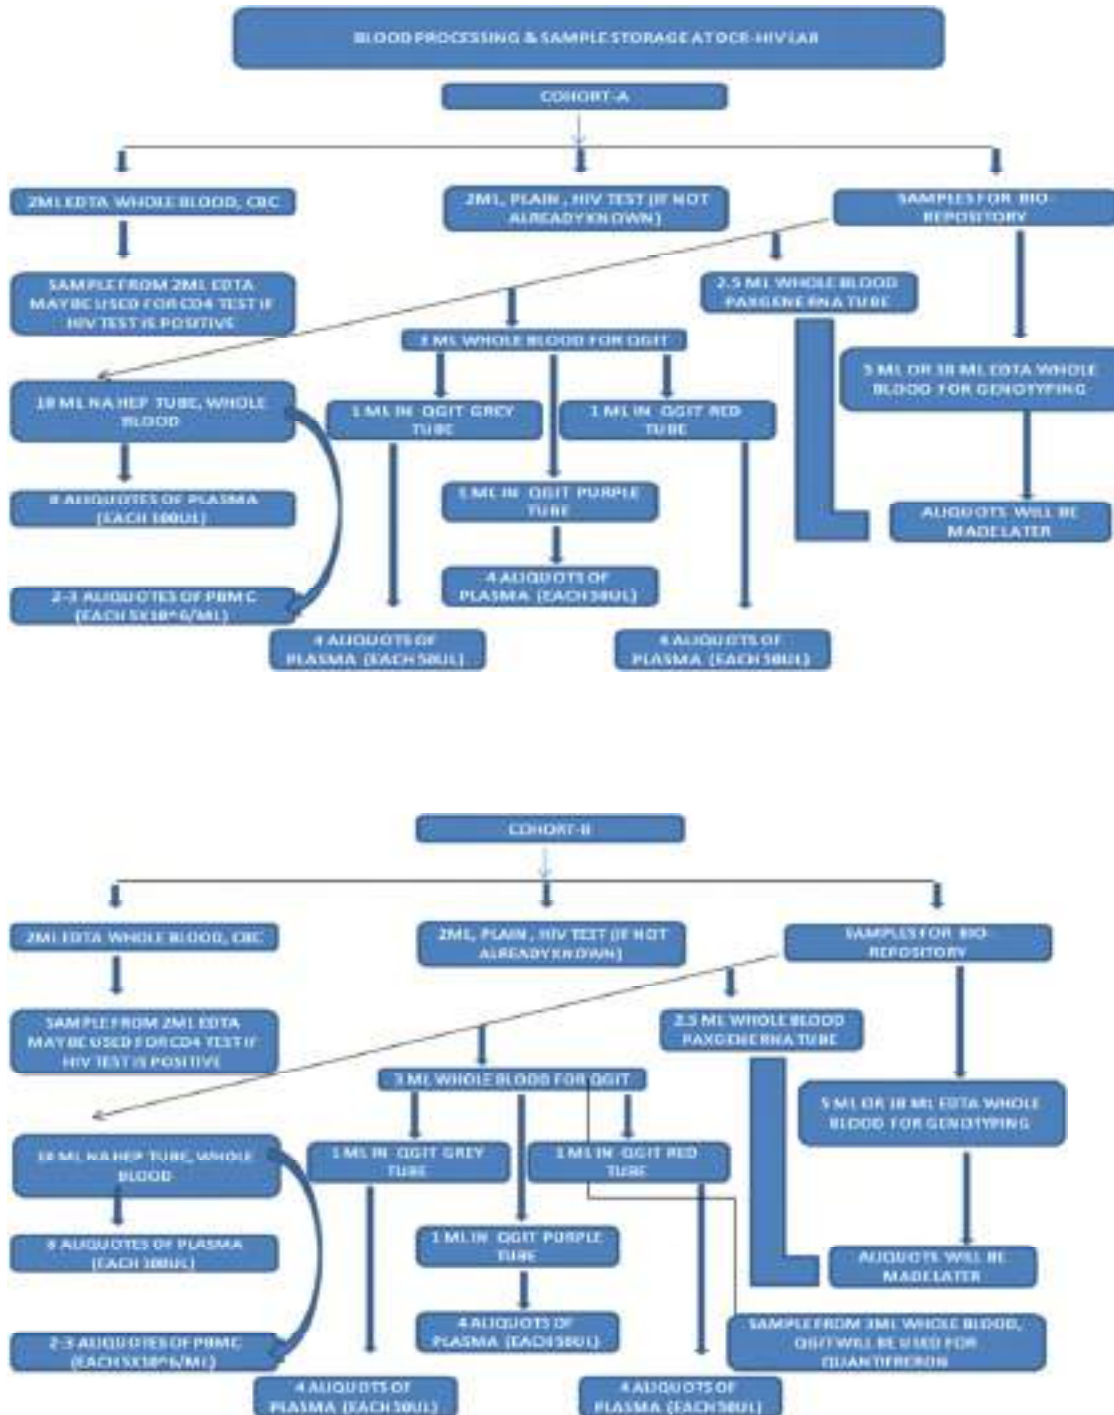 BLOOD PROCESSING & SAMPLE STORAGE AT DCR-HIV LAB
COHORT-A
2ML EDTA WHOLE BLOOD, CBC
2ML, PLAIN , HIV TEST (IF NOT
ALREADY KNOWN)
SAMPLES FOR BIO-
REPOSITORY
SAMPLE FROM 2ML EDTA
MAYBE USED FOR CD4 TEST IF
HIV TEST IS POSITIVE
2.5 ML WHOLE BLOOD
PAXGENE RNA TUBE
3 ML WHOLE BLOOD FOR QGIT
ML OR ML EDTA WHOLE
BLOOD FOR GENOTYPING
ML NA HEP TUBE, WHOLE
BLOOD
1 ML IN QGIT GREY
TUBE
1 ML IN QGIT RED
TUBE
8 ALIQUOTES OF PLASMA
(EACH UL)
1 ML IN QGIT PURPLE
TUBE
ALIQUOTS WILL BE
MADE LATER
2-3 ALIQUOTES OF PBMC
(EACH 5X10^6/ML)
4 ALIQUOTS OF
PLASMA (EACH 50UL)
4 ALIQUOTS OF
PLASMA (EACH 50UL)
ALIQUOTS OF
PLASMA (EACH 50UL)
COHORT-B
2ML EDTA WHOLE BLOOD, CBC
2ML, PLAIN , HIV TEST (IF NOT
ALREADY KNOWN)
SAMPLES FOR BIO-
REPOSITORY
SAMPLE FROM 2ML EDTA
MAYBE USED FOR CD4 TEST IF
HIV TEST IS POSITIVE
2.5 ML WHOLE BLOOD
PAXGENE RNA TUBE
3 ML WHOLE BLOOD FOR QGIT
ML OR ML EDTA WHOLE
BLOOD FOR GENOTYPING
ML NA HEP TUBE, WHOLE
BLOOD
1 ML IN QGIT GREY
TUBE
1 ML IN QGIT RED
TUBE
8 ALIQUOTES OF PLASMA
(EACH UL)
1 ML IN QGIT PURPLE
TUBE
ALIQUOTS WILL BE
MADE LATER
2-3 ALIQUOTES OF PBMC
(EACH 5X10^6/ML)
4 ALIQUOTS OF
PLASMA (EACH 50UL)
SAMPLE FROM 3ML WHOLE BLOOD,
QGIT WILL BE USED FOR
QUANTIFERON
4 ALIQUOTS OF
PLASMA (EACH 50UL)
4 ALIQUOTS OF
PLASMA (EACH 50UL)